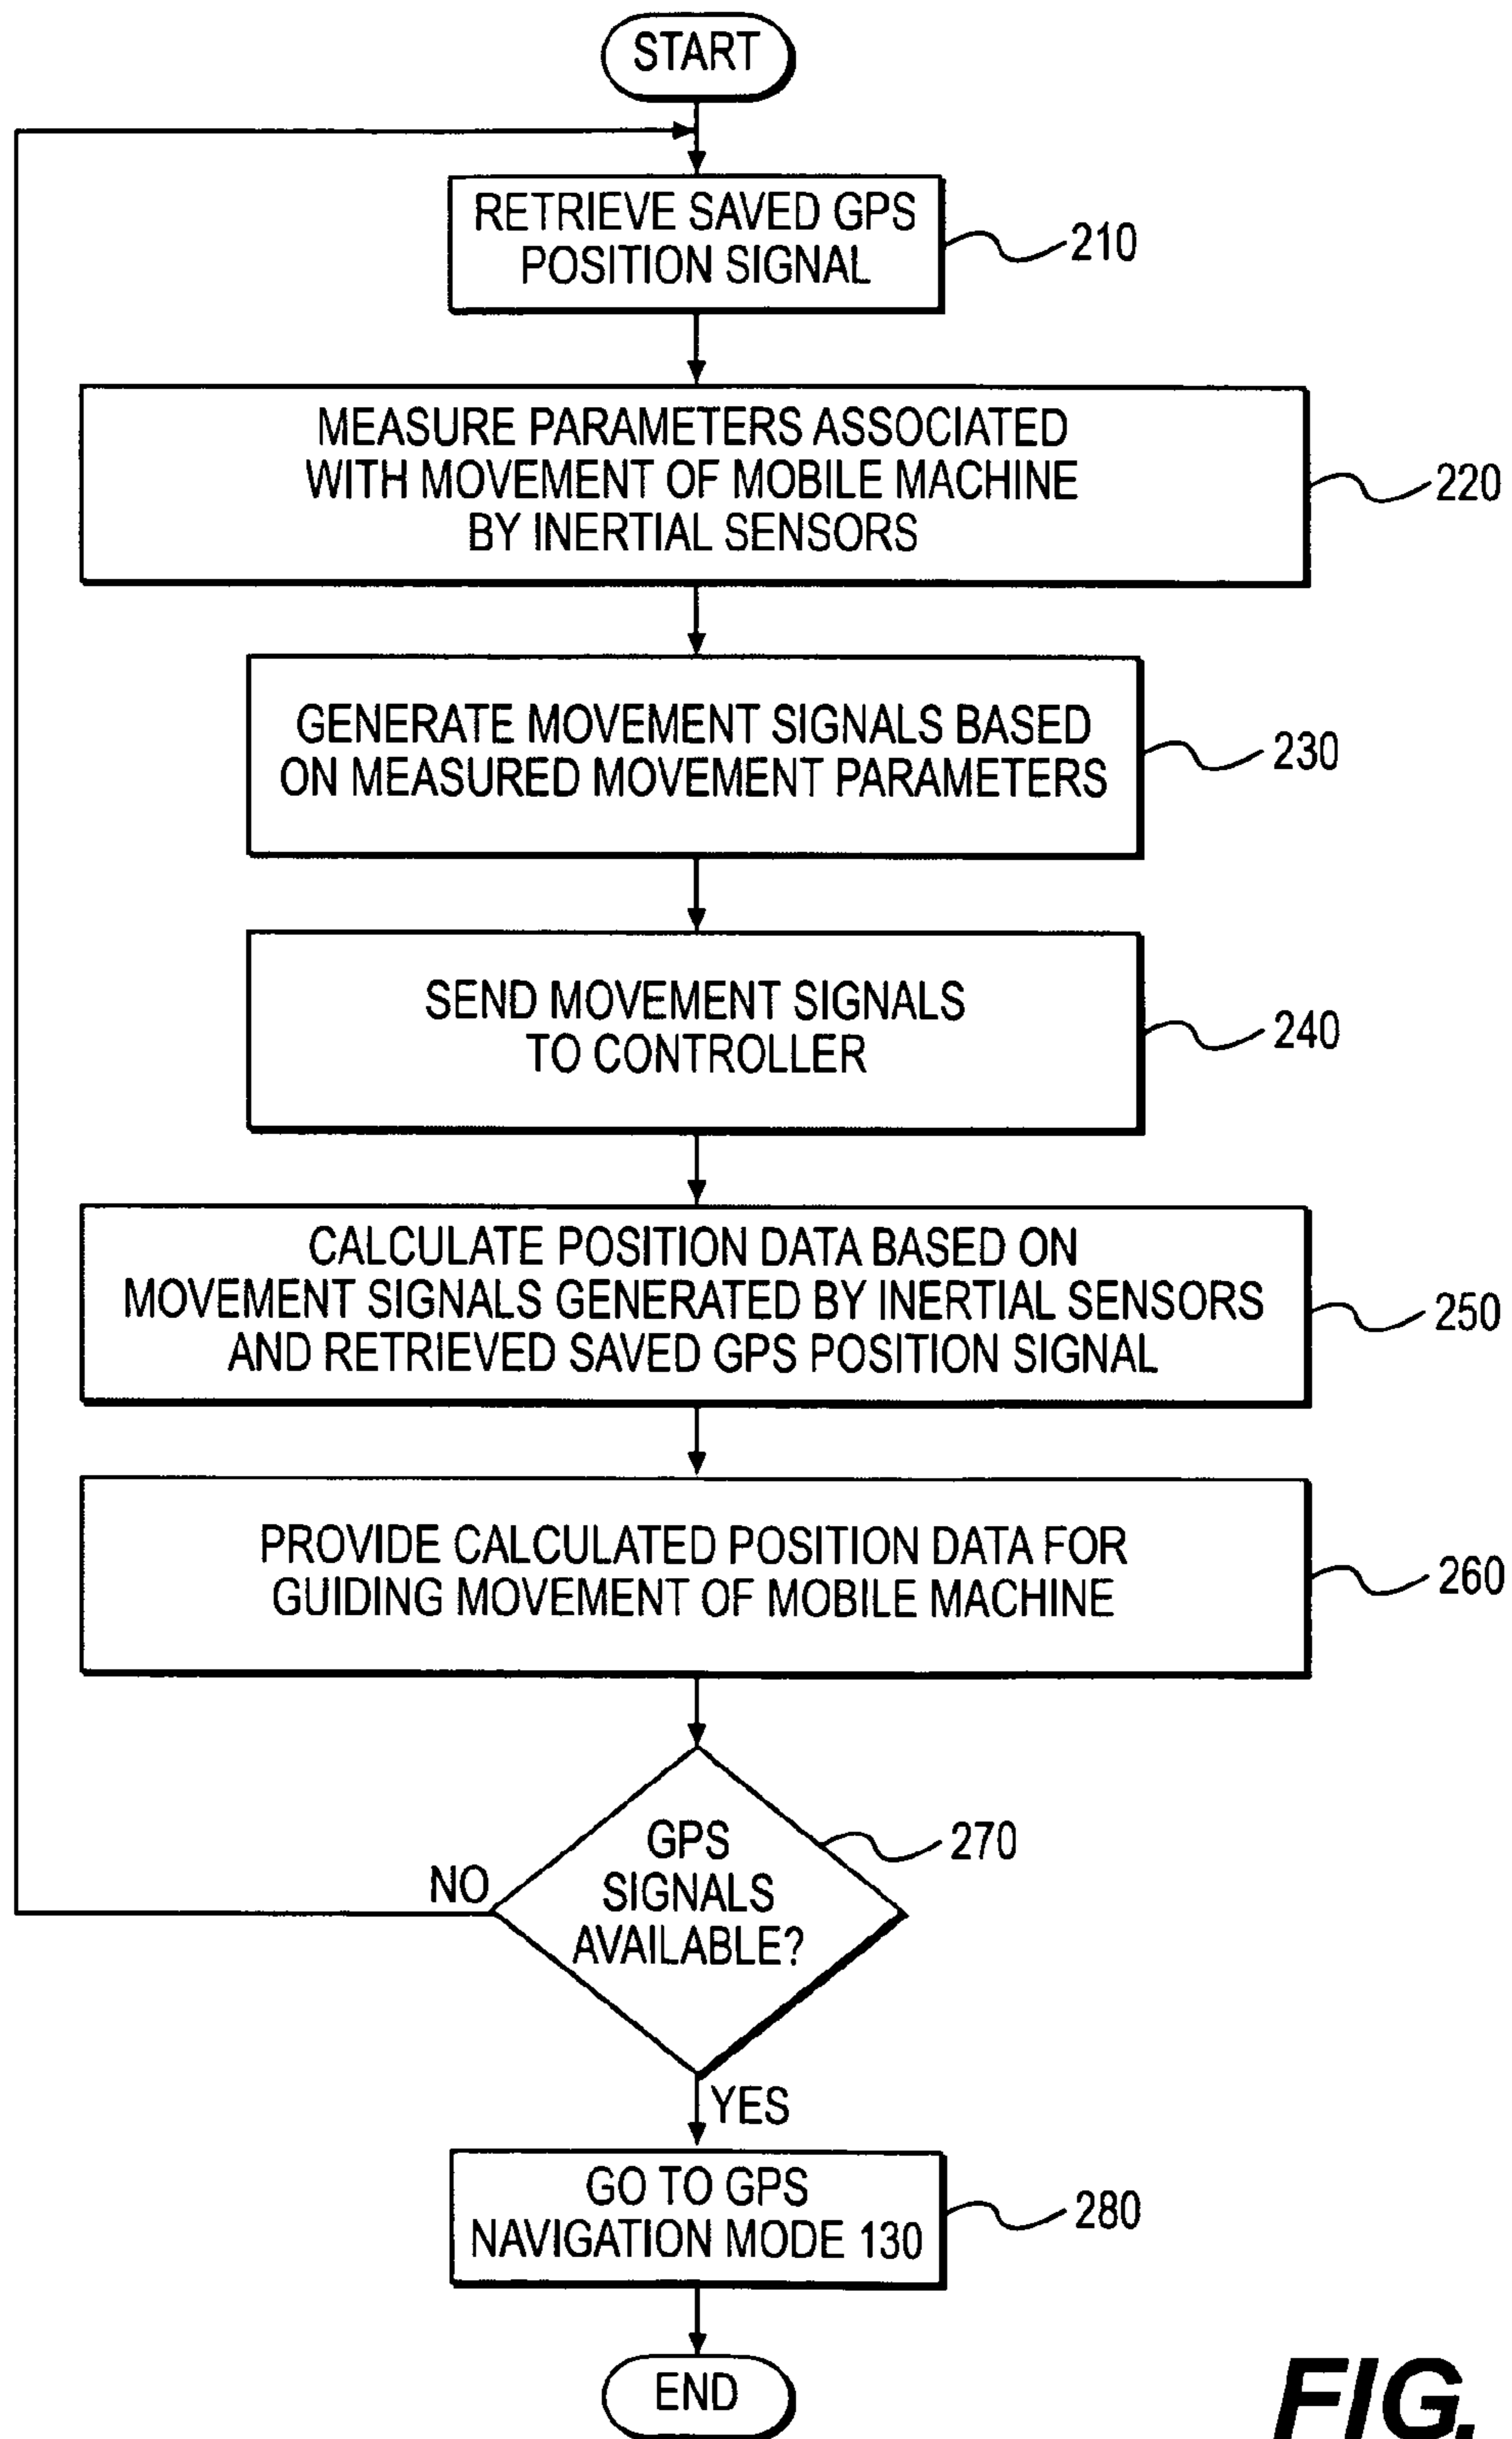 START
RETRIEVE SAVED GPS
POSITION SIGNAL
210
MEASURE PARAMETERS ASSOCIATED
WITH MOVEMENT OF MOBILE MACHINE
BY INERTIAL SENSORS
220
GENERATE MOVEMENT SIGNALS BASED
ON MEASURED MOVEMENT PARAMETERS
230
SEND MOVEMENT SIGNALS
TO CONTROLLER
240
CALCULATE POSITION DATA BASED ON
MOVEMENT SIGNALS GENERATED BY INERTIAL SENSORS
AND RETRIEVED SAVED GPS POSITION SIGNAL
250
PROVIDE CALCULATED POSITION DATA FOR
GUIDING MOVEMENT OF MOBILE MACHINE
260
GPS
SIGNALS
AVAILABLE?
270
NO
YES
GO TO GPS
NAVIGATION MODE 130
280
END
FIG.